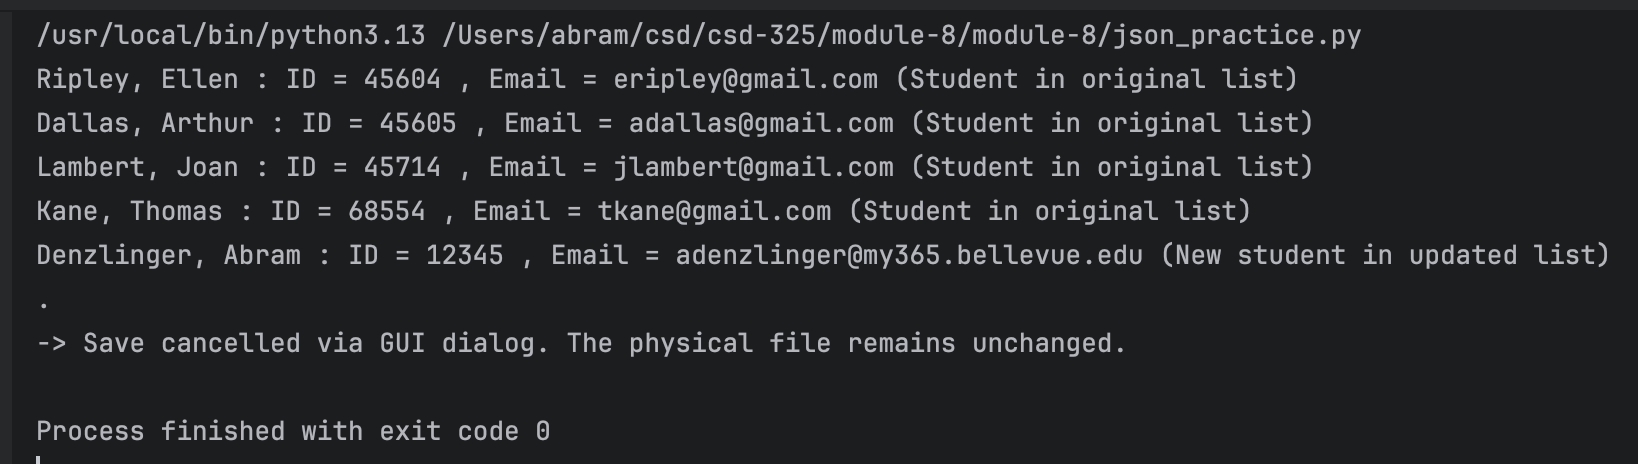 /usr/local/bin/python3.13 /Users/abram/csd/csd-325/module-8/module-8/json_practice.py
Ripley, Ellen : ID = 45604 , Email = eripley@gmail.com (Student in original list)
Dallas, Arthur : ID = 45605 , Email = adallas@gmail.com (Student in original list)
Lambert, Joan : ID = 45714 , Email = jlambert@gmail.com (Student in original list)
Kane, Thomas : ID = 68554 , Email = tkane@gmail.com (Student in original list)
Denzlinger, Abram : ID = 12345 , Email = adenzlinger@my365.bellevue.edu (New student in updated list)
.
-> Save cancelled via GUI dialog. The physical file remains unchanged.
Process finished with exit code 0